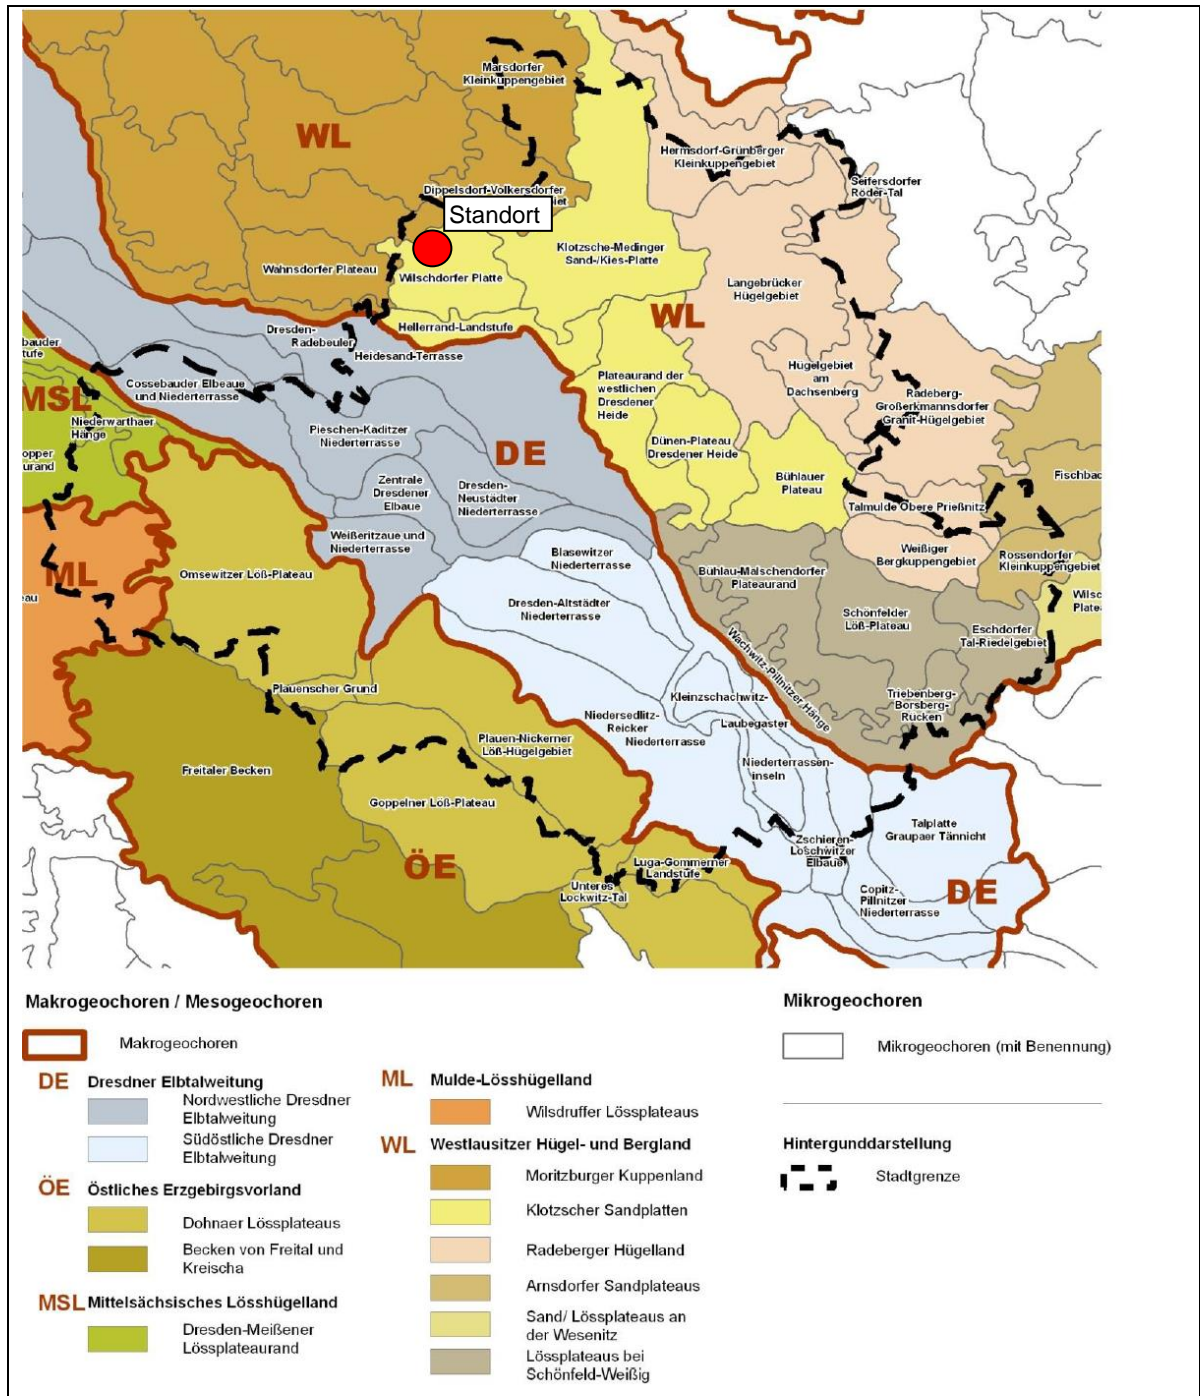 Marsdorfer
Kleinkuppengebiet
WL
Hermsdorf-Grünberger
Kleinkuppengebiet
Seifersdorfer
Röder-Tal
Dippelsdorf-Volkersdorfer
Standort
Klotzsche-Medinger
Sand-/Kies-Platte
Wahnsdorfer Plateau
Wilschdorfer Platte
Langebrücker
Hügelgebiet
WL
Hellerrand-Landstufe
Dresden-
Radebeuler
Heidesand-Terrasse
ebauder
tufe
Cossebauder Elbeaue
und Niederterrasse
MSL
Niederwarthaer
Hänge
opper
aurand
Plateaurand der
westlichen
Dresdener
Heide
Hügelgebiet
am
Dachsenberg
Radeberg-
Großerkmannsdorfer
Granit-Hügelgebiet
Pieschen-Kaditzer
Niederterrasse
DE
Dünen-Plateau
Dresdener Heide
Bühlauer
Plateau
Fischbac
Zentrale
Dresdener
Elbaue
Dresden-
Neustädter
Niederterrasse
Talmulde Obere Prießnitz
Weißeritzaue und
Niederterrasse
Blasewitzer
Niederterrasse
Weißiger
Bergkuppengebiet
Rossendorfer
Kleinkuppengebiet
ML
Omsewitzer Löß-Plateau
Bühlau-Malschendorfer
Plateaurand
eau
Dresden-Altstädter
Niederterrasse
Schönfelder
Löß-Plateau
Wilsc
Plate
Eschdorfer
Tal-Riedelgebiet
Wachwitz-Pillnitzer Hänge
Plauenscher Grund
Kleinzschachwitz-
Laubegaster
Niederterrassen-
inseln
Triebenberg-
Borsberg-
Rücken
Niedersedlitz-
Reicker
Niederterrasse
Plauen-Nickerner
Löß-Hügelgebiet
Freitaler Becken
Goppelner Löß-Plateau
Talplatte
Graupaer Tännicht
Zschieren-
Loschwitzer
Elbaue
ÖE
Luga-Gommerner
Landstufe
Unteres
Lockwitz-Tal
Copitz-
Pillnitzer
Niederterrasse
DE
Makrogeochoren / Mesogeochoren
Makrogeochoren
DE Dresdner Elbtalweitung
Nordwestliche Dresdner
Elbtalweitung
Südöstliche Dresdner
Elbtalweitung
ÖE Östliches Erzgebirgsvorland
Dohnaer Lössplateaus
Becken von Freital und
Kreischa
MSL Mittelsächsisches Lösshügelland
Dresden-Meißener
Lössplateaurand
ML Mulde-Lösshügelland
Wilsdruffer Lössplateaus
WL Westlausitzer Hügel- und Bergland
Moritzburger Kuppenland
Klotzscher Sandplatten
Radeberger Hügelland
Arnsdorfer Sandplateaus
Sand/ Lössplateaus an
der Wesenitz
Lössplateaus bei
Schönfeld-Weißig
Mikrogeochoren
Mikrogeochoren (mit Benennung)
Hintergunddarstellung
Stadtgrenze